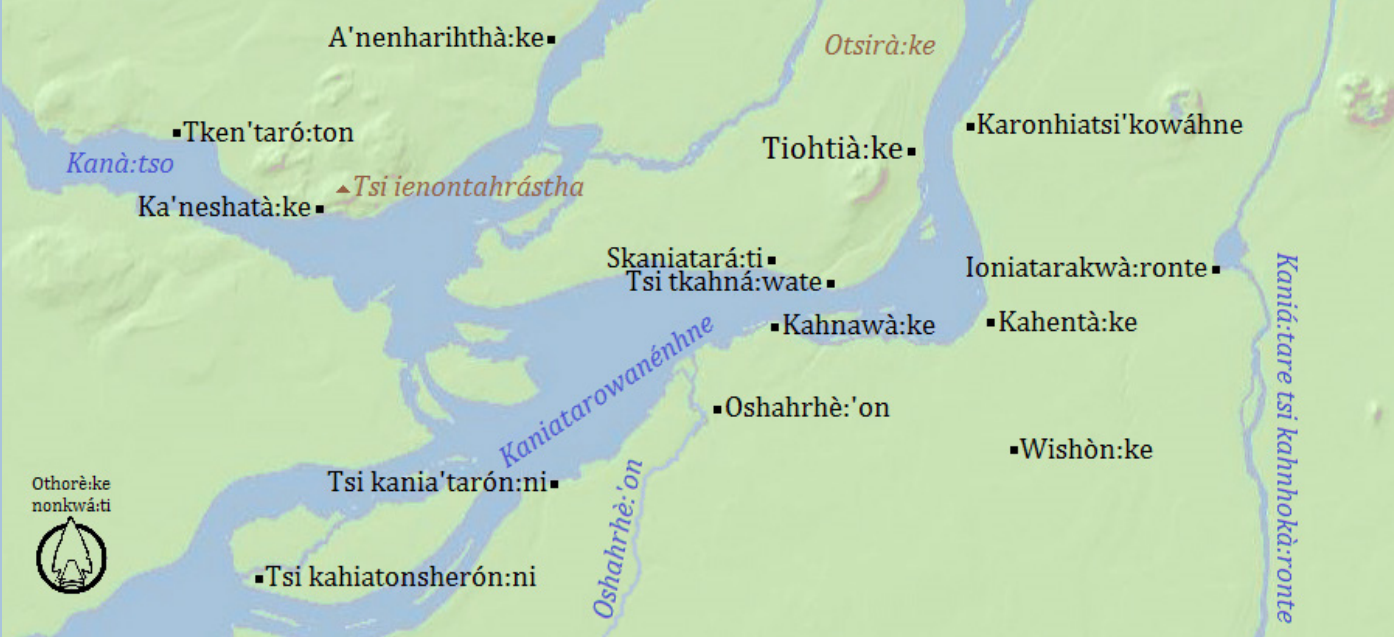 A'nenharihthà:ke
Otsirà:ke
Tken'taró:ton
Karonhiatsi'kowáhne
Tiohtià:ke
Kanà:tso
Tsi ienontahrástha
Ka'neshatà:ke
Skaniatará:ti
Ioniatarakwà:ronte
Tsi tkahná:wate
Kahnawà:ke
Kahentà:ke
Kaniá:tare tsi kahnhokà:ronte
Kaniatarowanénhne
Oshahrhè:'on
Wishòn:ke
Tsi kania'tarón:ni
Oshahrhè:'on
Othorè:ke
nonkwá:ti
Tsi kahiatonsherón:ni